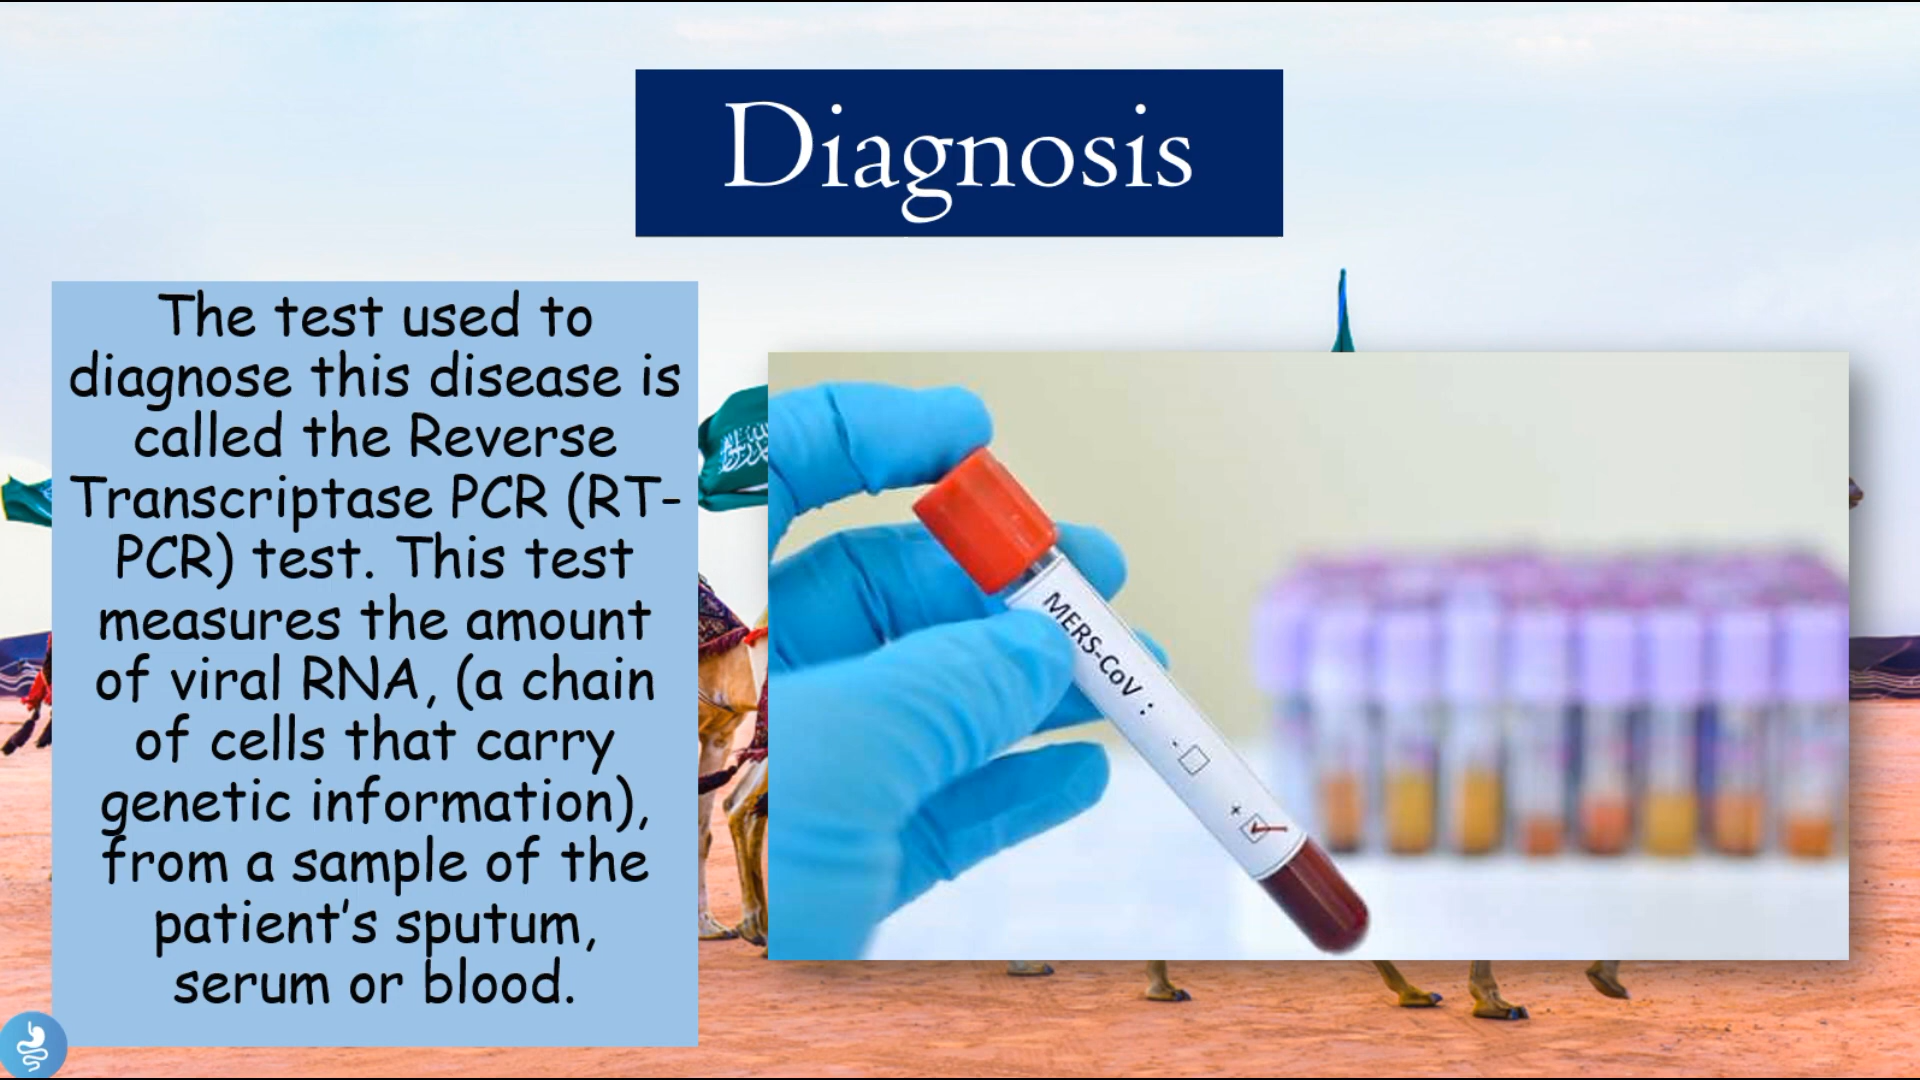 Diagnosis
The test used to
diagnose this disease is
called the Reverse
Transcriptase PCR (RT-
PCR) test. This test
measures the amount
of viral RNA, (a chain
of cells that carry
genetic information),
from a sample of the
patient's sputum,
serum or blood.
MERS-CoV :
-
+